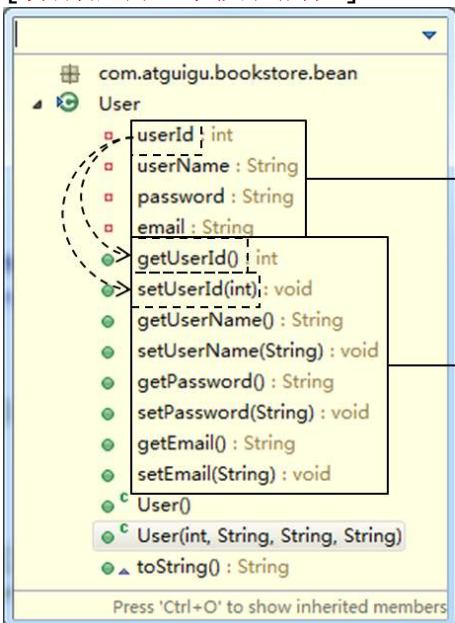 com.atguigu.bookstore.bean
User
userId : int
userName : String
password : String
email : String
getUserId() : int
setUserId(int) : void
getUserName() : String
setUserName(String) : void
getPassword() : String
setPassword(String) : void
getEmail() : String
setEmail(String) : void
C User()
C User(int, String, String, String)
toString() : String
Press 'Ctrl+O' to show inherited members